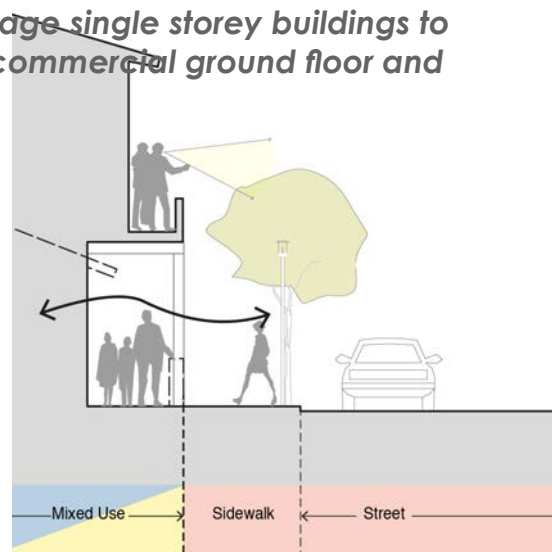 age single storey buildings to
commercial ground floor and
Mixed Use
Sidewalk
Street